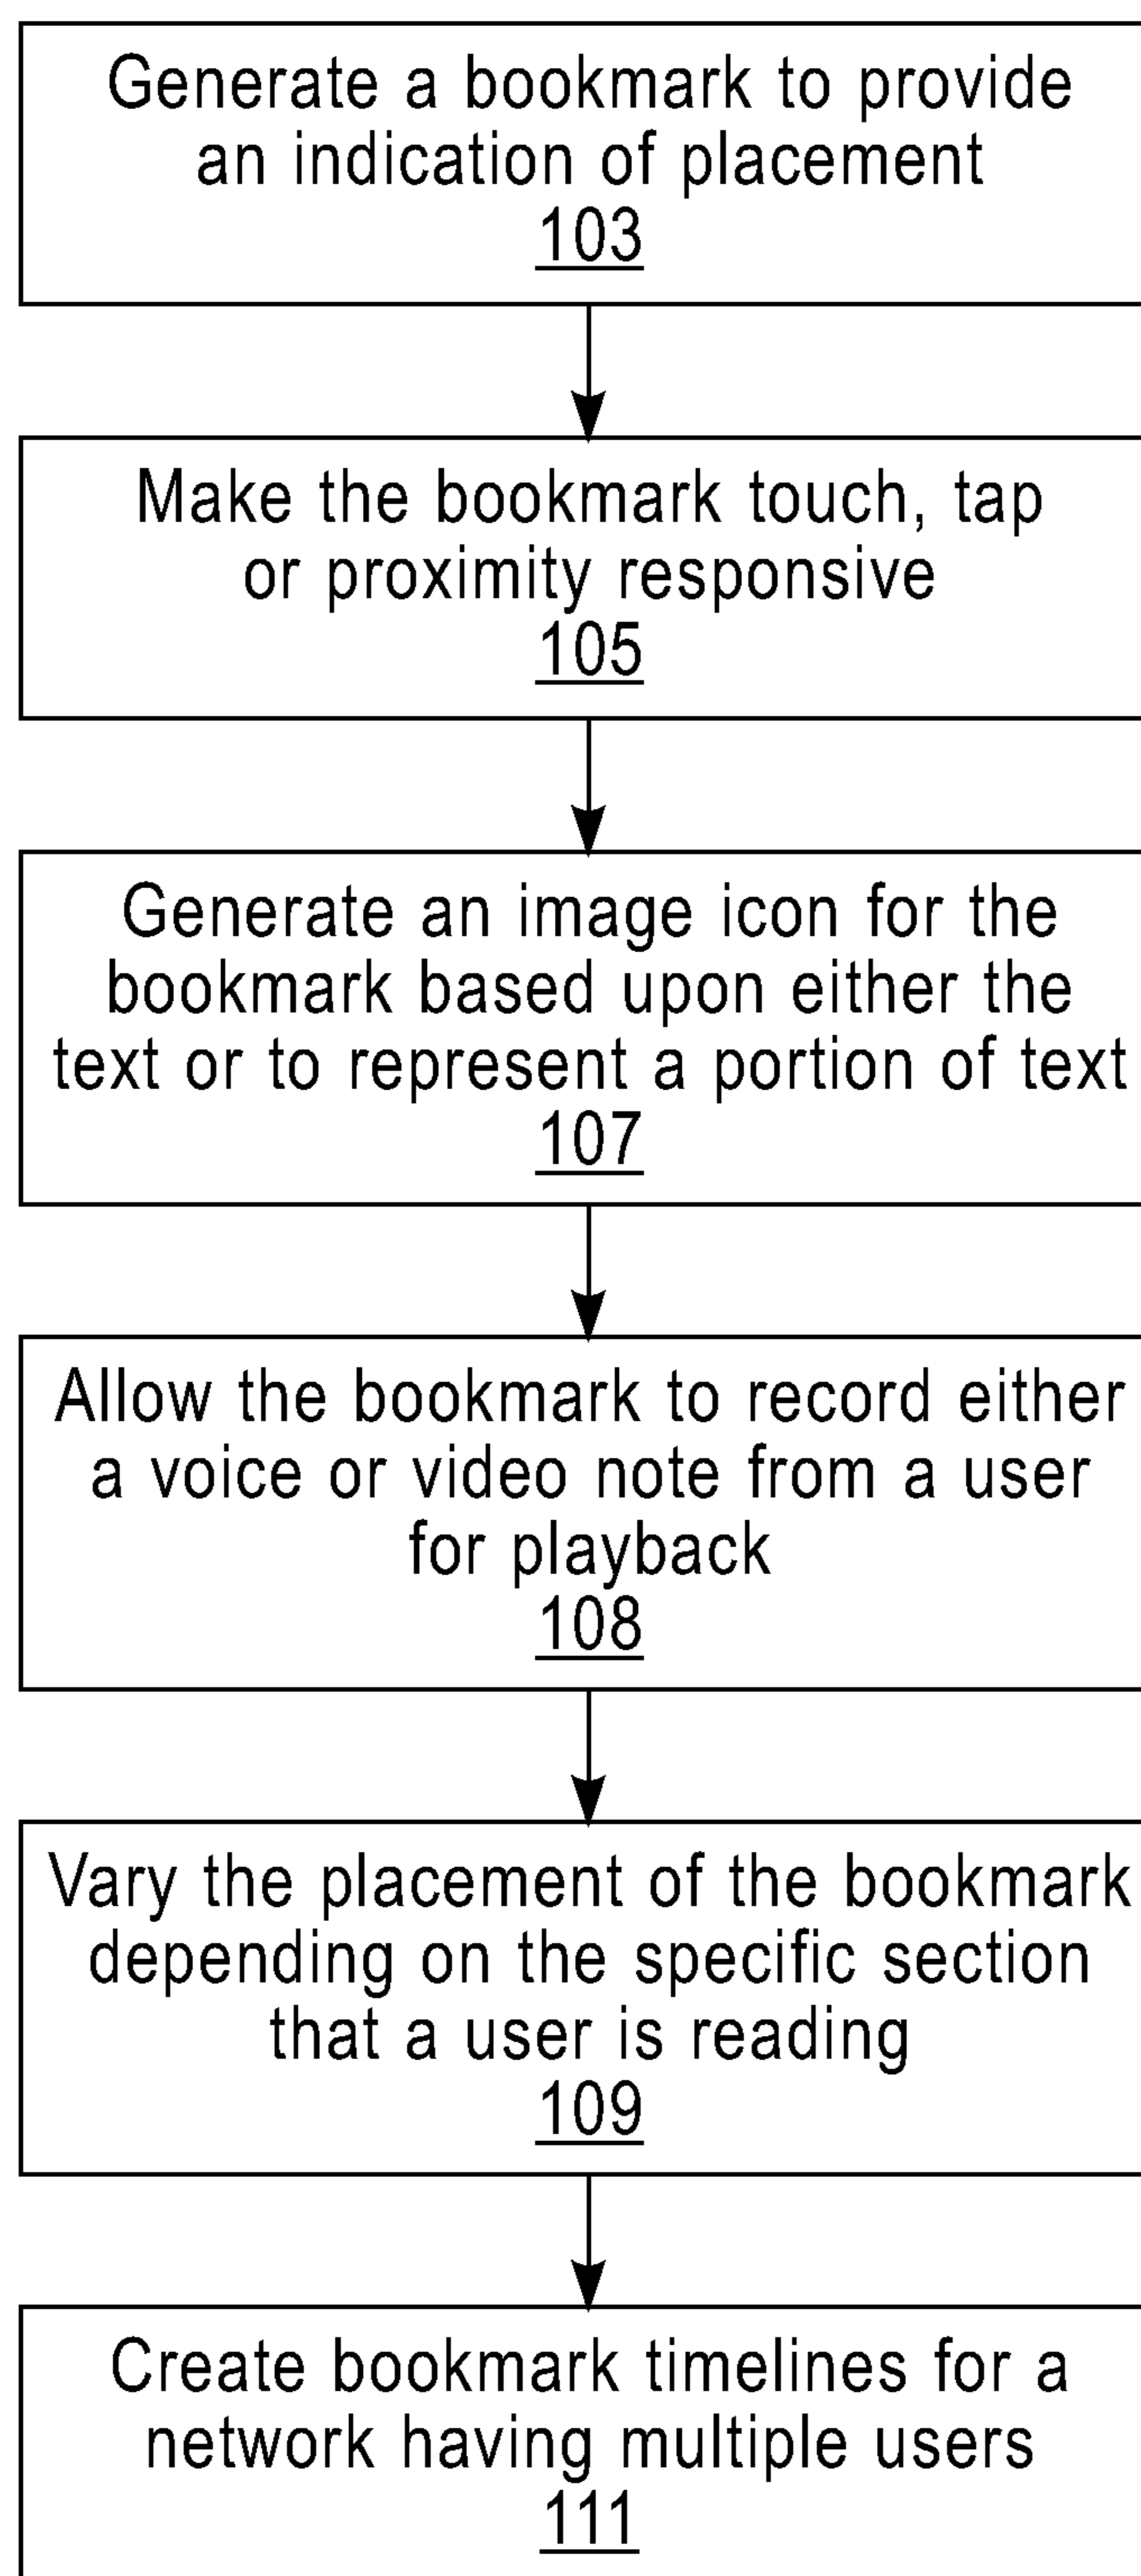 Generate a bookmark to provide
an indication of placement
103
Make the bookmark touch, tap
or proximity responsive
105
Generate an image icon for the
bookmark based upon either the
text or to represent a portion of text
107
Allow the bookmark to record either
a voice or video note from a user
for playback
108
Vary the placement of the bookmark
depending on the specific section
that a user is reading
109
Create bookmark timelines for a
network having multiple users
111